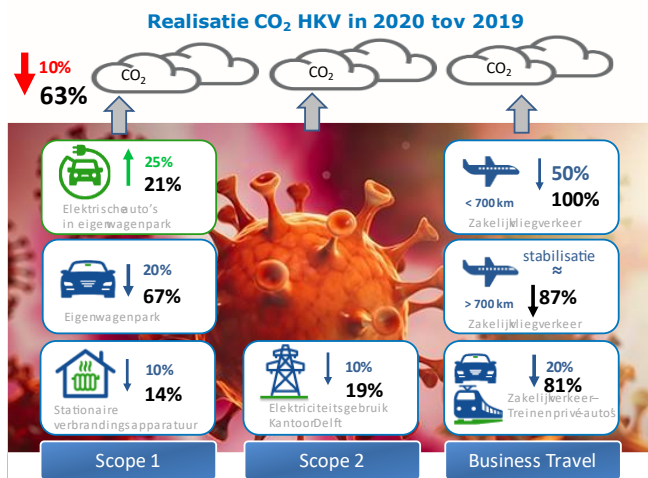 Realisatie CO₂ HKV in 2020 tov 2019
10%
63%
CO₂
CO₂
CO₂
25%
21%
Elektrische auto's
in eigen wagenpark
20%
67%
Eigen wagenpark
10%
14%
Stationaire
verbrandingsapparatuur
Scope 1
10%
19%
Elektriciteitsgebruik
Kantoor Delft
Scope 2
50%
100%
< 700 km
Zakelijk vliegverkeer
stabilisatie
≈
87%
> 700 km
Zakelijk vliegverkeer
20%
81%
Zakelijk verkeer –
Treinen privé-auto's
Business Travel